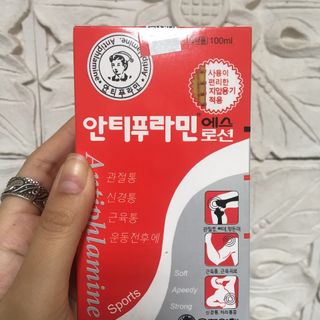 100ml
Antiphlamine
안티푸라민
사용이
편리한
지압용기
적용
안티푸라민 에스
로션
Antiphlamine
관절통
신경통
근육통
운동전후에
Sports
Soft
Apeedy
Strong